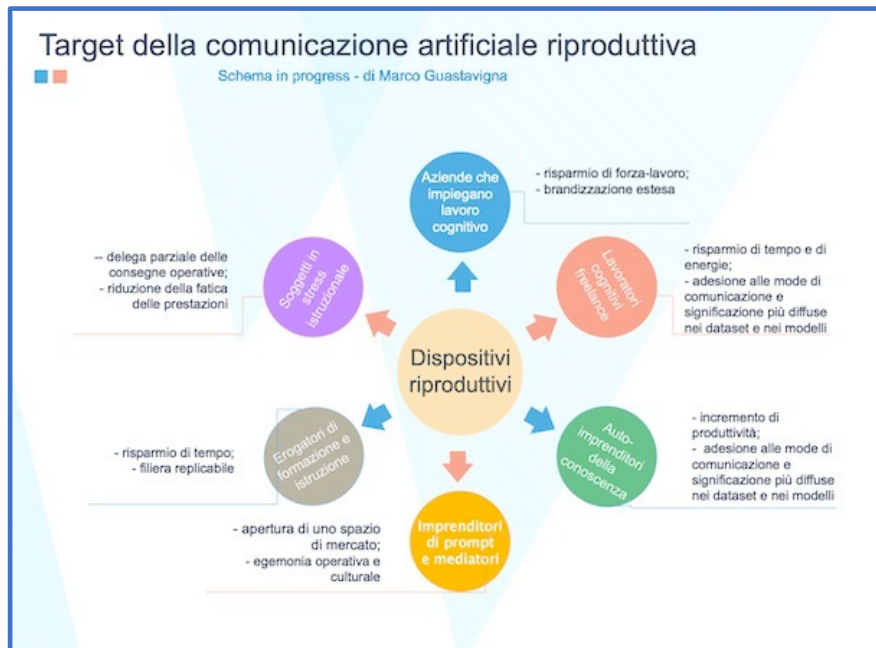 Target della comunicazione artificiale riproduttiva
Schema in progress - di Marco Guastavigna
Aziende che
impiegano
lavoro
cognitivo
- risparmio di forza-lavoro;
- brandizzazione estesa
-- delega parziale delle
consegne operative;
- riduzione della fatica
delle prestazioni
Soggetti in
stress
istruzionale
Lavoratori
cognitivi
freelance
- risparmio di tempo e di
energie;
- adesione alle mode di
comunicazione e
significazione più diffuse
nei dataset e nei modelli
Dispositivi
riproduttivi
- risparmio di tempo;
- filiera replicabile
Erogatori di
formazione e
istruzione
Auto-
imprenditori
della
conoscenza
- incremento di
produttività;
- adesione alle mode di
comunicazione e
significazione più diffuse
nei dataset e nei modelli
- apertura di uno spazio
di mercato;
- egemonia operativa e
culturale
Imprenditori
di prompt
e mediatori